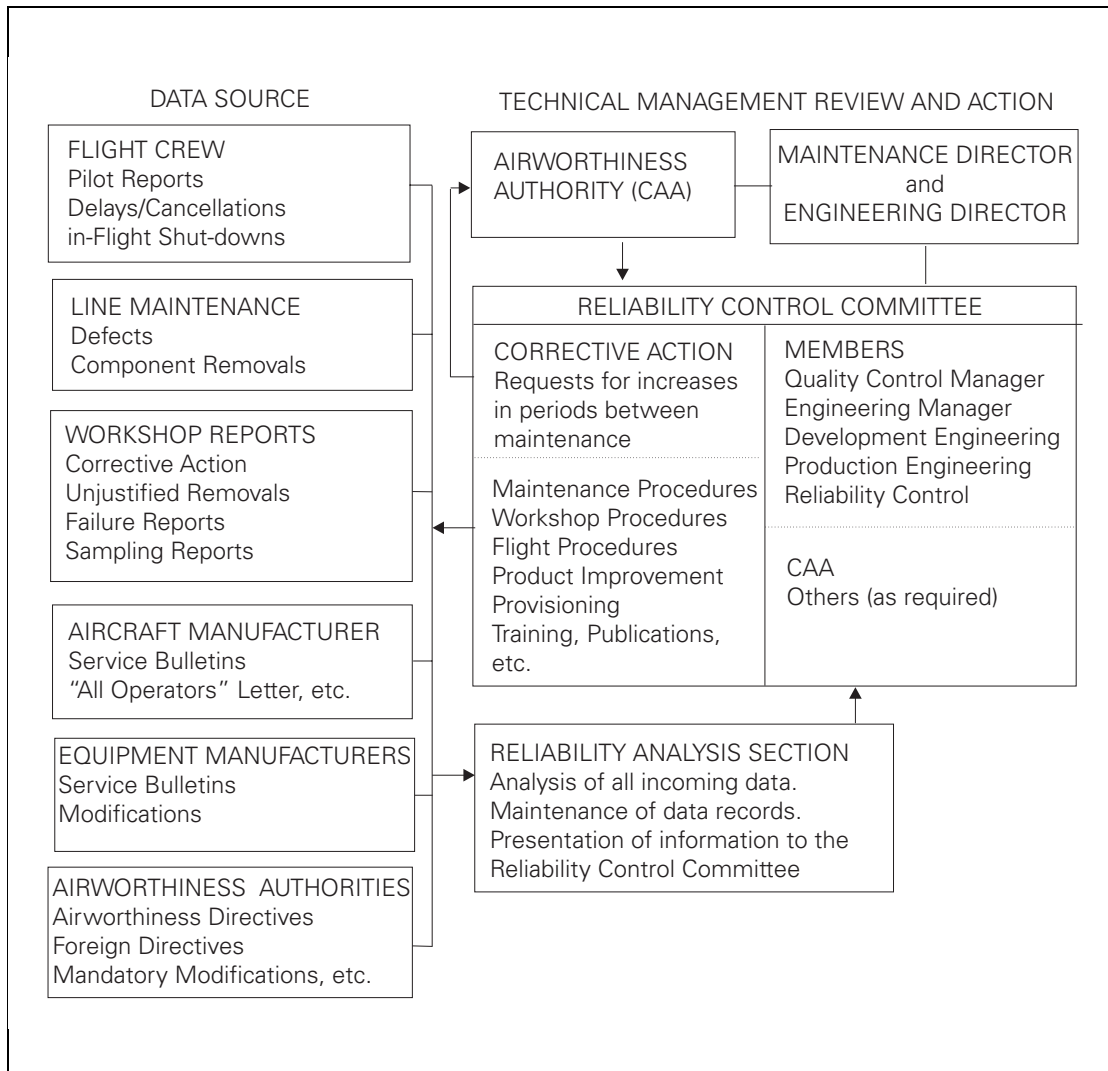 DATA SOURCE
FLIGHT CREW
Pilot Reports
Delays/Cancellations
in-Flight Shut-downs
LINE MAINTENANCE
Defects
Component Removals
WORKSHOP REPORTS
Corrective Action
Unjustified Removals
Failure Reports
Sampling Reports
AIRCRAFT MANUFACTURER
Service Bulletins
“All Operators” Letter, etc.
EQUIPMENT MANUFACTURERS
Service Bulletins
Modifications
AIRWORTHINESS AUTHORITIES
Airworthiness Directives
Foreign Directives
Mandatory Modifications, etc.
TECHNICAL MANAGEMENT REVIEW AND ACTION
AIRWORTHINESS
AUTHORITY (CAA)
MAINTENANCE DIRECTOR
and
ENGINEERING DIRECTOR
RELIABILITY CONTROL COMMITTEE
CORRECTIVE ACTION
Requests for increases
in periods between
maintenance
Maintenance Procedures
Workshop Procedures
Flight Procedures
Product Improvement
Provisioning
Training, Publications,
etc.
MEMBERS
Quality Control Manager
Engineering Manager
Development Engineering
Production Engineering
Reliability Control
CAA
Others (as required)
RELIABILITY ANALYSIS SECTION
Analysis of all incoming data.
Maintenance of data records.
Presentation of information to the
Reliability Control Committee